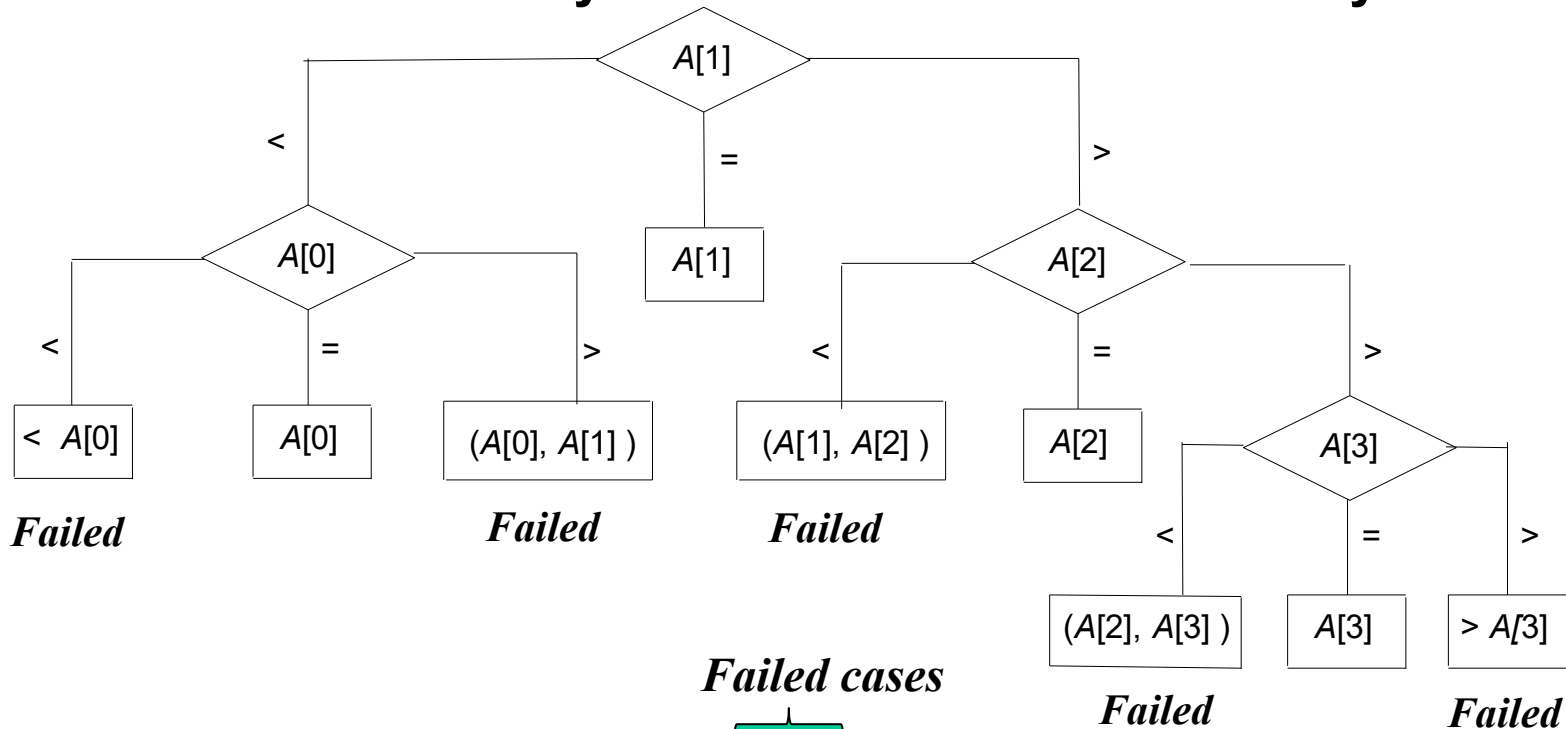 A[1]
<
=
>
A[0]
A[1]
A[2]
<
=
>
<
=
>
< A[0]
A[0]
(A[0], A[1] )
(A[1], A[2] )
A[2]
A[3]
Failed
Failed
Failed
<
=
>
(A[2], A[3] )
A[3]
> A[3]
Failed cases
Failed
Failed